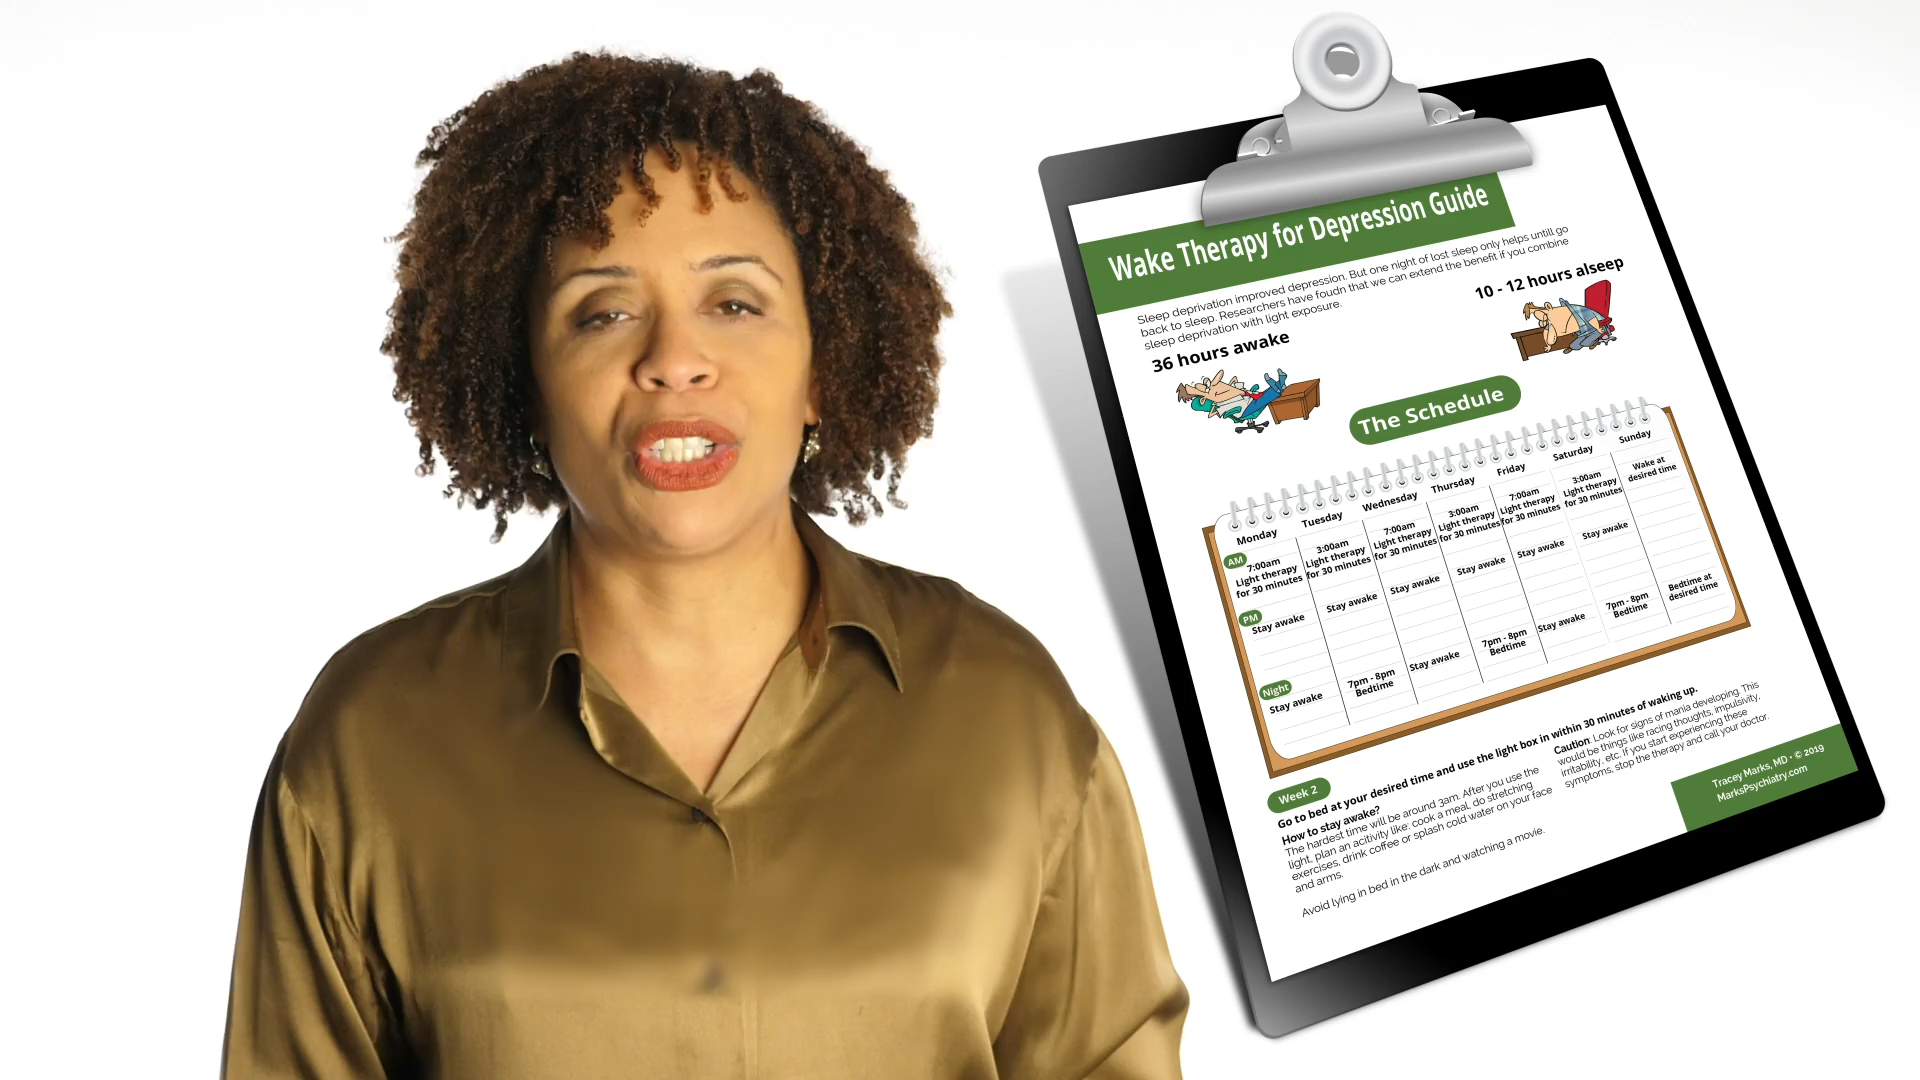 Wake Therapy for Depression Guide
Sleep deprivation improved depression. But one night of lost sleep only helps untill go
back to sleep. Researchers have foudn that we can extend the benefit if you combine
sleep deprivation with light exposure.
36 hours awake
10 - 12 hours alseep
The Schedule
Monday Tuesday Wednesday Thursday Friday Saturday Sunday
AM
7:00am
Light therapy
for 30 minutes
3:00am
Light therapy
for 30 minutes
7:00am
Light therapy
for 30 minutes
3:00am
Light therapy
for 30 minutes
7:00am
Light therapy
for 30 minutes
3:00am
Light therapy
for 30 minutes
Wake at
desired time
PM
Stay awake
Stay awake
Stay awake
Stay awake
Stay awake
Stay awake
Night
Stay awake
7pm - 8pm
Bedtime
Stay awake
7pm - 8pm
Bedtime
Stay awake
7pm - 8pm
Bedtime
Bedtime at
desired time
Week 2
Go to bed at your desired time and use the light box in within 30 minutes of waking up.
How to stay awake?
The hardest time will be around 3am. After you use the
light, plan an acitivity like: cook a meal, do stretching
exercises, drink coffee or splash cold water on your face
and arms.
Avoid lying in bed in the dark and watching a movie.
Caution: Look for signs of mania developing. This
would be things like racing thoughts, impulsivity,
irritability, etc. If you start experiencing these
symptoms, stop the therapy and call your doctor.
Tracey Marks, MD • © 2019
MarksPsychiatry.com